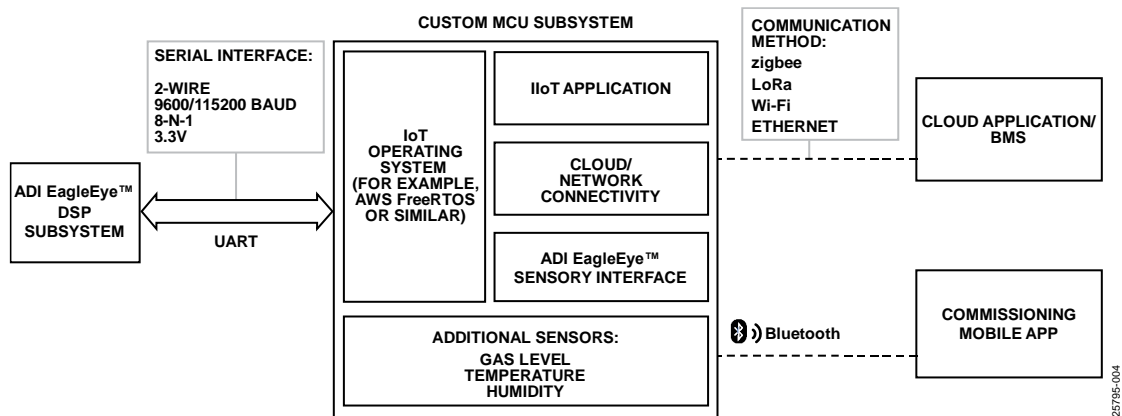 CUSTOM MCU SUBSYSTEM
SERIAL INTERFACE:
2-WIRE
9600/115200 BAUD
8-N-1
3.3V
ADI EagleEye™
DSP
SUBSYSTEM
UART
IoT
OPERATING
SYSTEM
(FOR EXAMPLE,
AWS FreeRTOS
OR SIMILAR)
IIoT APPLICATION
CLOUD/
NETWORK
CONNECTIVITY
ADI EagleEye™
SENSORY INTERFACE
ADDITIONAL SENSORS:
GAS LEVEL
TEMPERATURE
HUMIDITY
COMMUNICATION
METHOD:
zigbee
LoRa
Wi-Fi
ETHERNET
CLOUD APPLICATION/
BMS
Bluetooth
COMMISSIONING
MOBILE APP
25795-004